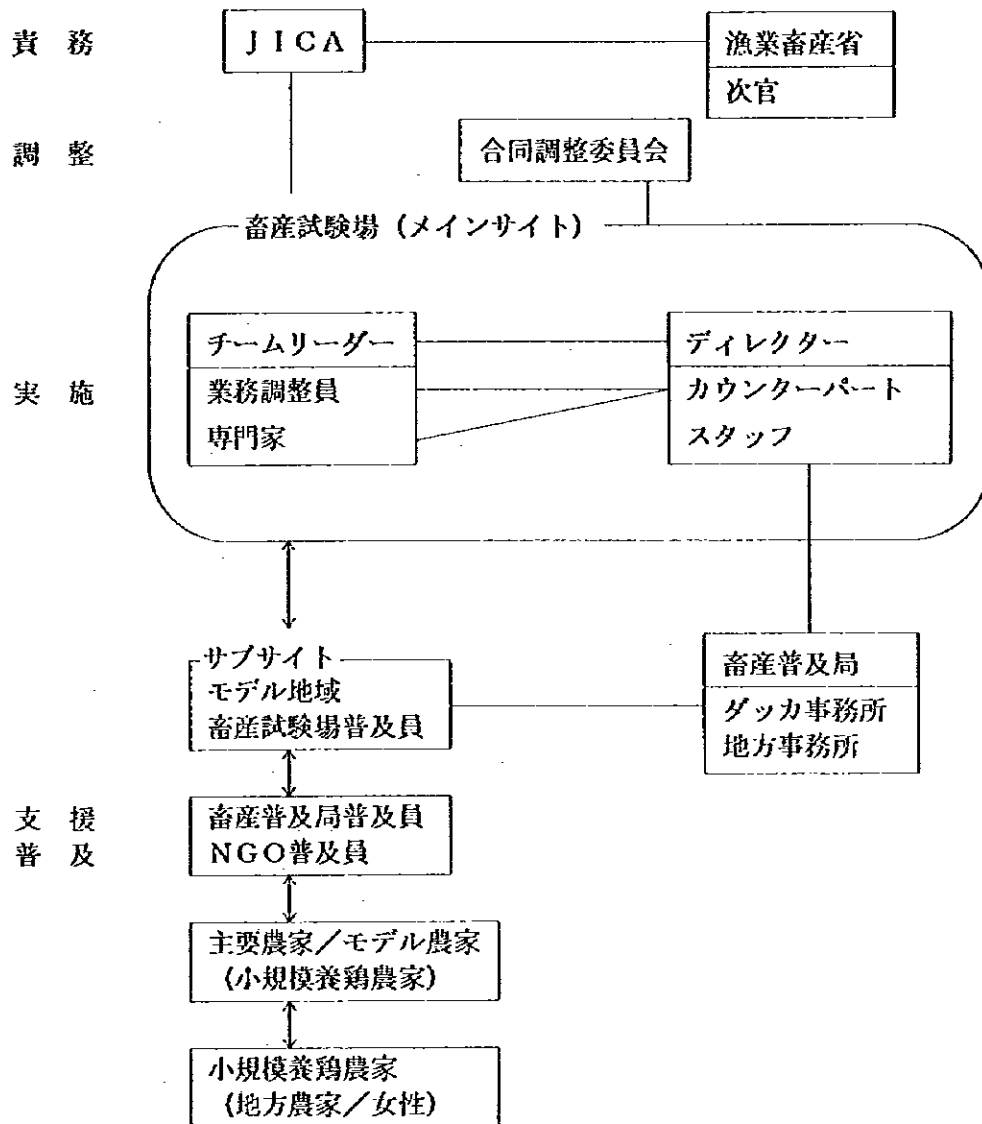 責　務
ＪＩＣＡ
漁業畜産省
次官
調　整
合同調整委員会
畜産試験場（メインサイト）
実　施
チームリーダー
業務調整員
専門家
ディレクター
カウンターパート
スタッフ
サブサイト
モデル地域
畜産試験場普及員
畜産普及局
ダッカ事務所
地方事務所
支　援
普　及
畜産普及局普及員
ＮＧＯ普及員
主要農家／モデル農家
（小規模養鶏農家）
小規模養鶏農家
（地方農家／女性）